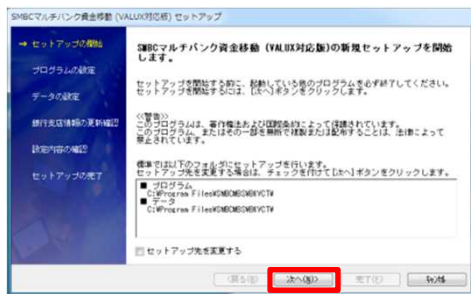 SMBCマルチバンク資金移動 (VALUX対応版) セットアップ
→ セットアップの開始
プログラムの設定
データの設定
銀行支店情報の更新確認
設定内容の確認
セットアップの完了
SMBCマルチバンク資金移動 (VALUX対応版)の新規セットアップを開始
します。
セットアップを開始する前に、起動している他のプログラムを必ず終了してください。
セットアップを開始するには、[次へ]ボタンをクリックします。
<<警告>>
このプログラムは、著作権法および国際条約によって保護されています。
このプログラム、またはその一部を無断で複製または配布することは、法律によって
禁止されています。
標準では以下のフォルダにセットアップを行います。
セットアップ先を変更する場合は、チェックを付けて[次へ]ボタンをクリックします。
■ プログラム
C:¥Program Files¥
■ データ
C:¥Program Files¥
セットアップ先を変更する
<戻る(B)
次へ(N)>
完了(F)
キャンセル